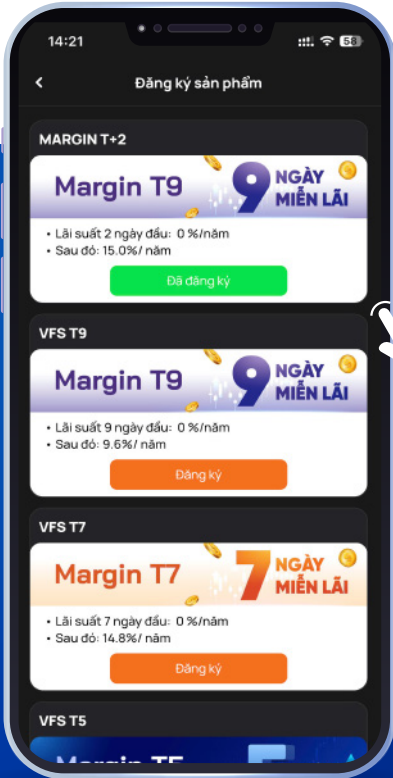 14:21
58
Đăng ký sản phẩm
MARGIN T+2
Margin T9
9 NGÀY
MIỄN LÃI
• Lãi suất 2 ngày đầu: 0 %/năm
• Sau đó: 15.0%/ năm
Đã đăng ký
VFS T9
Margin T9
9 NGÀY
MIỄN LÃI
• Lãi suất 9 ngày đầu: 0 %/năm
• Sau đó: 9.6%/ năm
Đăng ký
VFS T7
Margin T7
7 NGÀY
MIỄN LÃI
• Lãi suất 7 ngày đầu: 0 %/năm
• Sau đó: 14.8%/ năm
Đăng ký
VFS T5
Margin T5